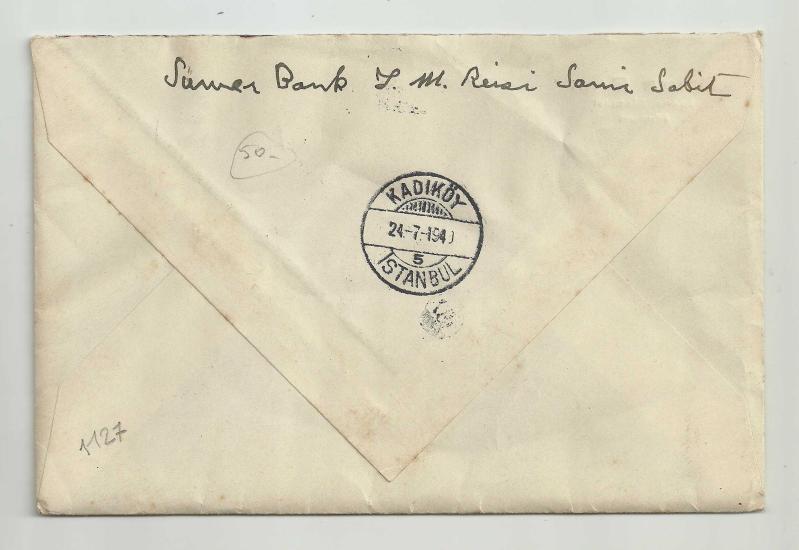 Sümer Bank I. M. Reisi Sami Sabit
50-
KADIKÖY
24-7-1940
5
ISTANBUL
1127